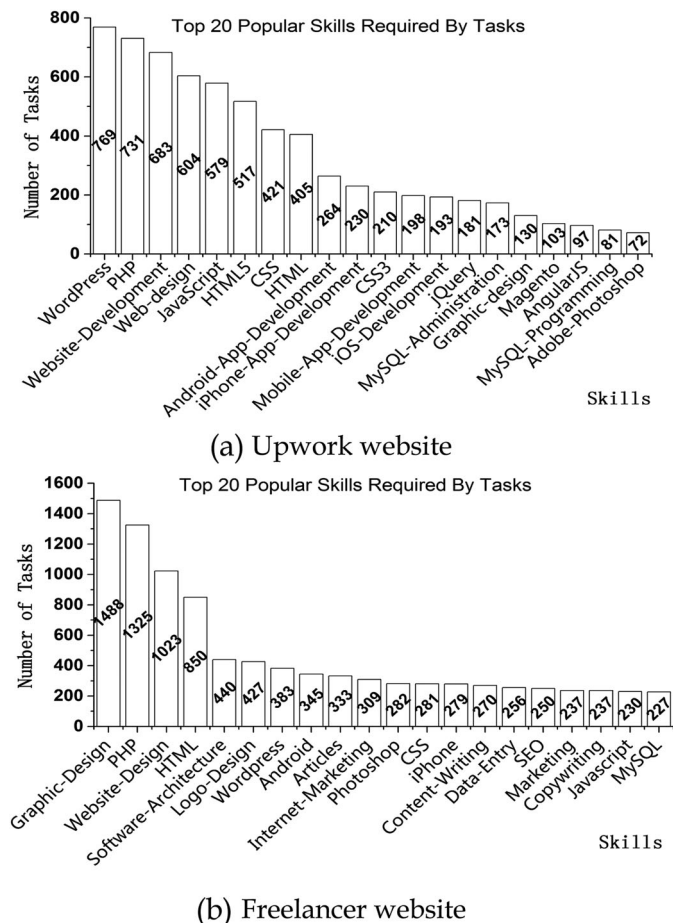 Top 20 Popular Skills Required By Tasks
800
600
400
200
0
Number of Tasks
769
731
683
604
579
517
421
405
264
230
210
198
193
181
173
130
103
97
81
72
WordPress
PHP
Website-Development
Web-design
JavaScript
HTML5
CSS
HTML
Android-App-Development
iPhone-App-Development
CSS3
Mobile-App-Development
iOS-Development
jQuery
MySQL-Administration
Graphic-design
Magento
AngularJS
MySQL-Programming
Adobe-Photoshop
Skills
(a) Upwork website
Top 20 Popular Skills Required By Tasks
1600
1400
1200
1000
800
600
400
200
0
Number of Tasks
1488
1325
1023
850
440
427
383
345
333
309
282
281
279
270
256
250
237
237
230
227
Graphic-Design
PHP
Website-Design
HTML
Software-Architecture
Logo-Design
Wordpress
Android
Articles
Internet-Marketing
Photoshop
CSS
iPhone
Content-Writing
Data-Entry
SEO
Marketing
Copywriting
Javascript
MySQL
Skills
(b) Freelancer website